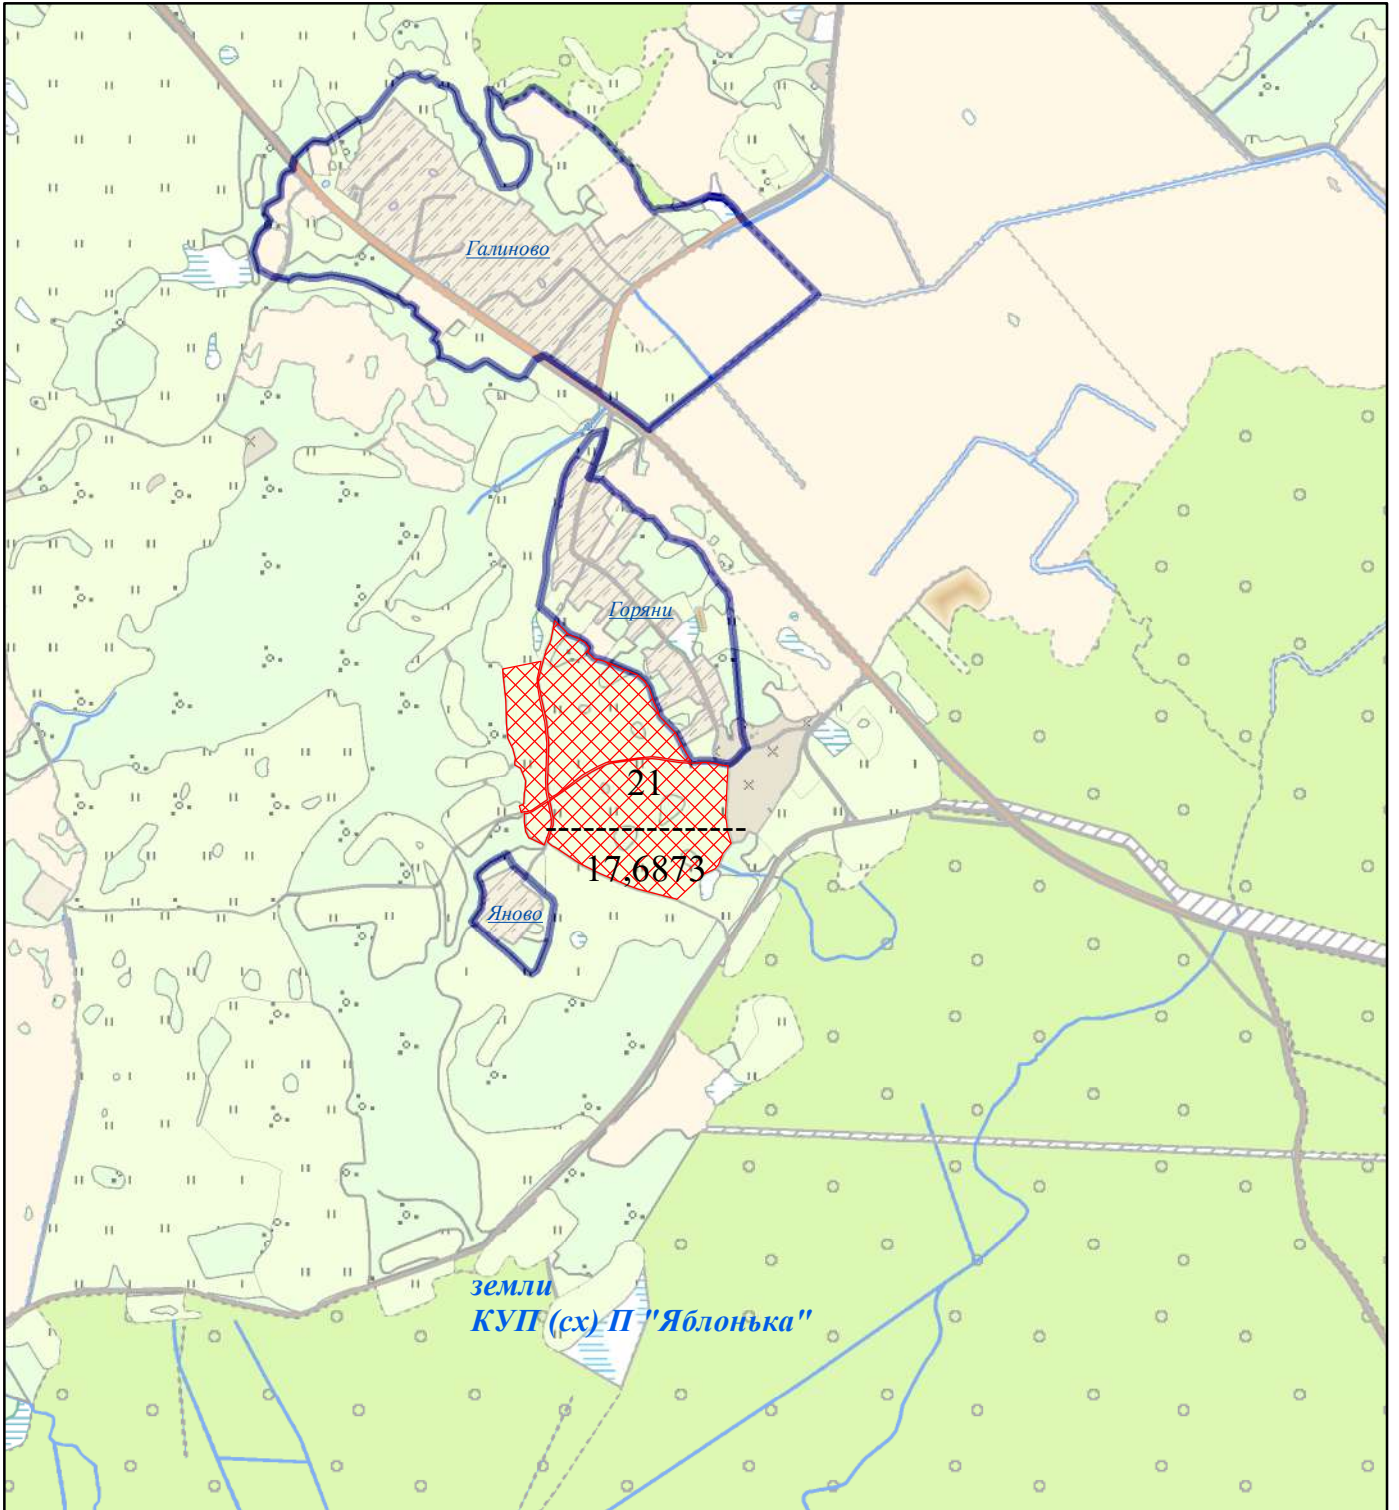 Галиново
Горяни
21
17,6873
Яново
земли
КУП (сх) П "Яблонька"